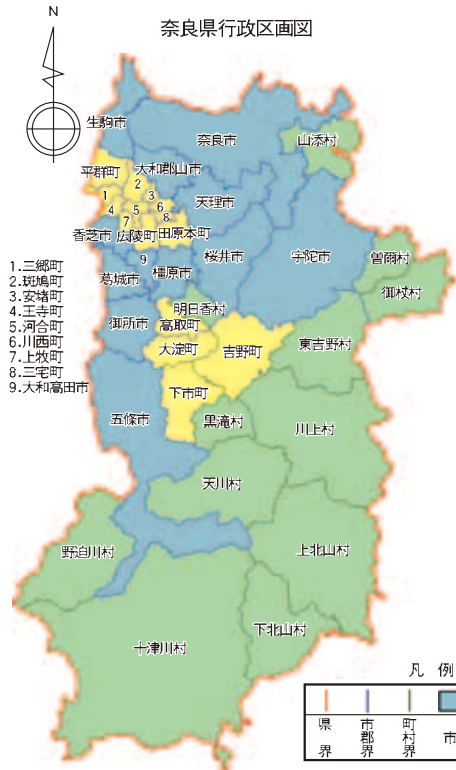 奈良県行政区画図
N
生駒市
奈良市
山添村
平群町
大和郡山市
2
1
3
天理市
4
5
6
8
7
香芝市
広陵町
田原本町
9
桜井市
宇陀市
曽爾村
葛城市
橿原市
御杖村
明日香村
御所市
高取町
東吉野村
大淀町
吉野町
下市町
五條市
黒滝村
川上村
天川村
野迫川村
上北山村
下北山村
十津川村
1.三郷町
2.斑鳩町
3.安堵町
4.王寺町
5.河合町
6.川西町
7.上牧町
8.三宅町
9.大和高田市
凡 例
県界
市郡界
町村界
市